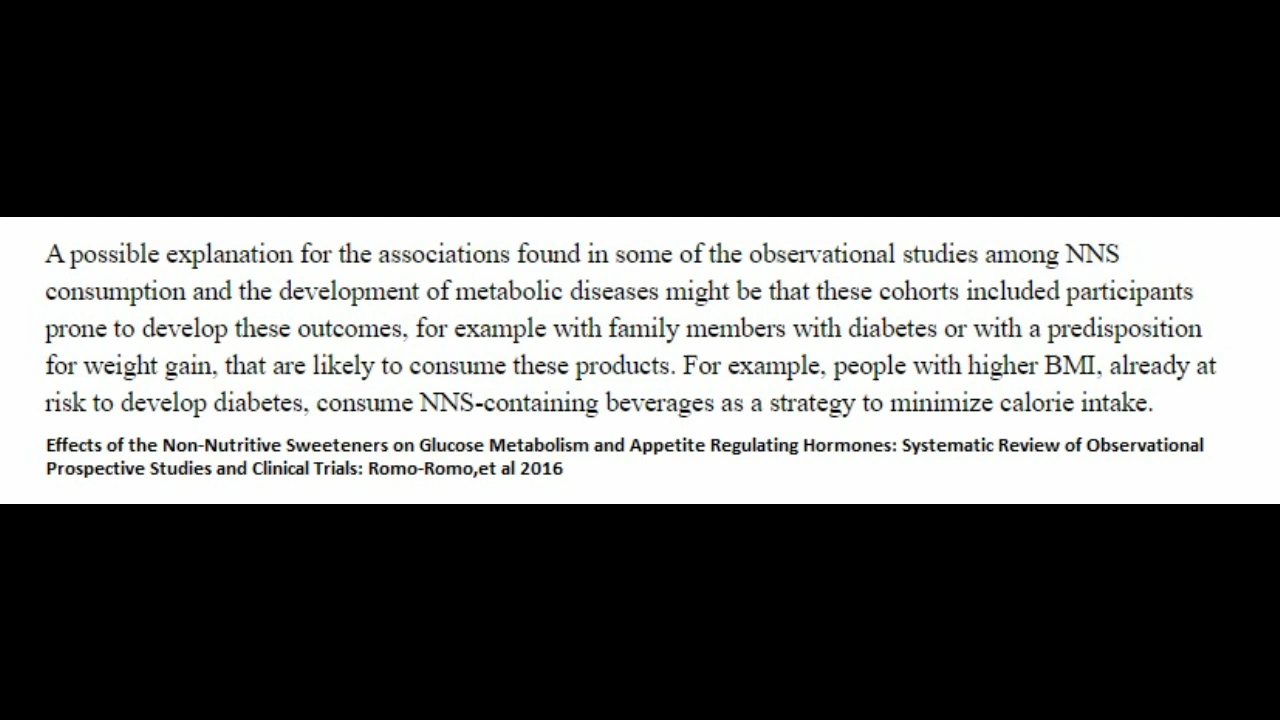 A possible explanation for the associations found in some of the observational studies among NNS
consumption and the development of metabolic diseases might be that these cohorts included participants
prone to develop these outcomes, for example with family members with diabetes or with a predisposition
for weight gain, that are likely to consume these products. For example, people with higher BMI, already at
risk to develop diabetes, consume NNS-containing beverages as a strategy to minimize calorie intake.
Effects of the Non-Nutritive Sweeteners on Glucose Metabolism and Appetite Regulating Hormones: Systematic Review of Observational
Prospective Studies and Clinical Trials: Romo-Romo,et al 2016